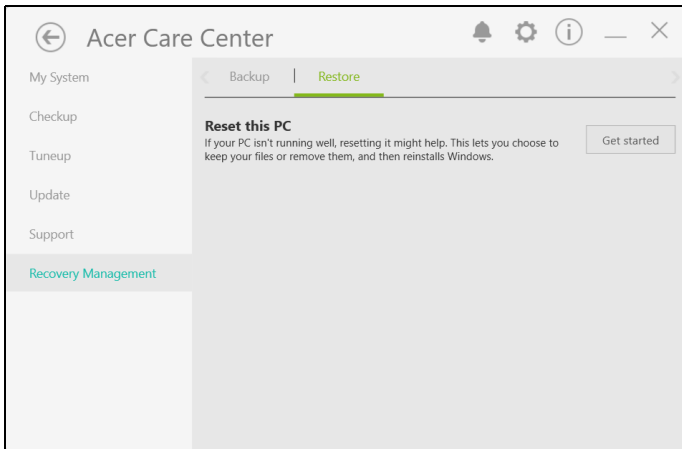 Acer Care Center
My System
Checkup
Tuneup
Update
Support
Recovery Management
Backup | Restore
Reset this PC
If your PC isn't running well, resetting it might help. This lets you choose to
keep your files or remove them, and then reinstalls Windows.
Get started